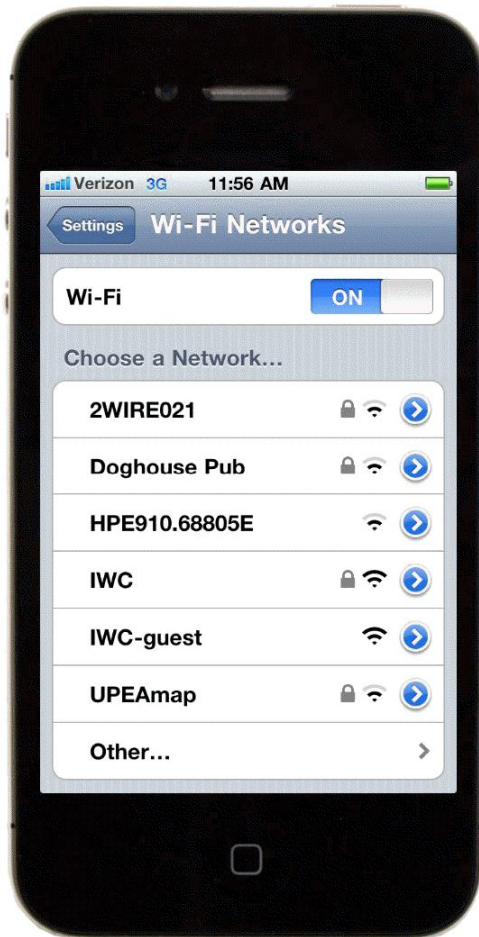 Verizon 3G 11:56 AM
Settings Wi-Fi Networks
Wi-Fi ON
Choose a Network...
2WIRE021
Doghouse Pub
HPE910.68805E
IWC
IWC-guest
UPEAmap
Other...